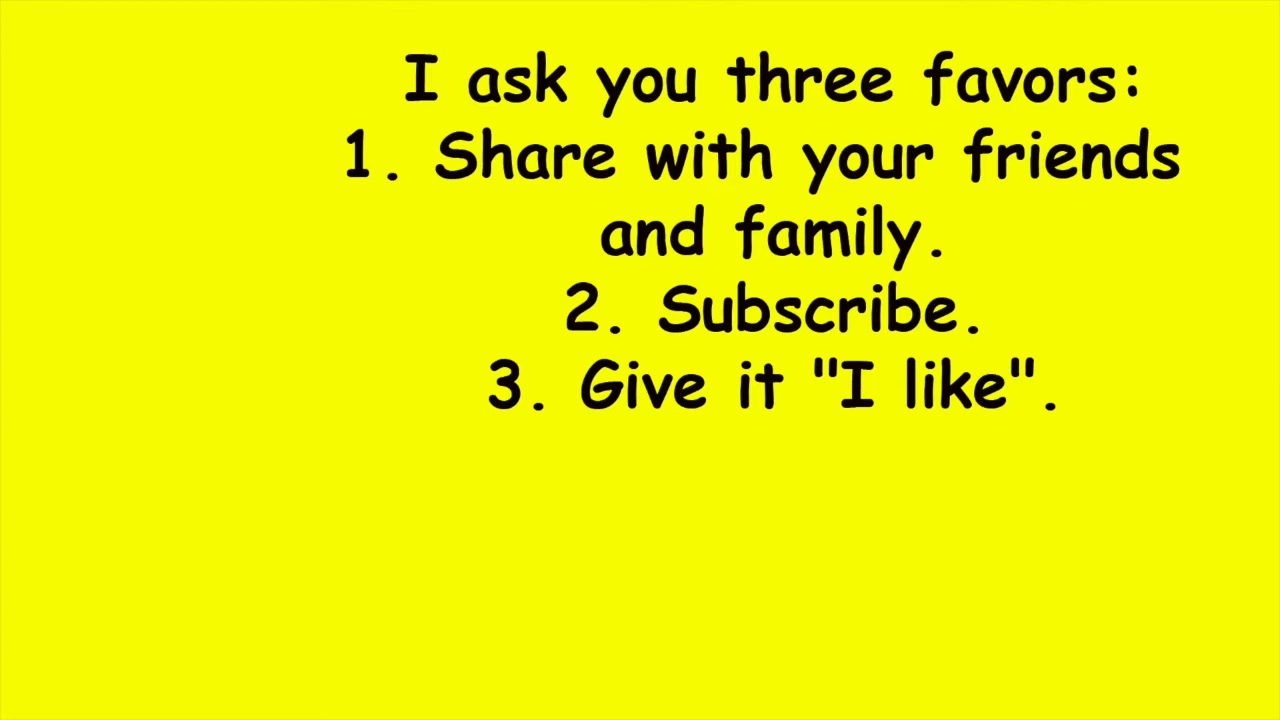 I ask you three favors:
1. Share with your friends
and family.
2. Subscribe.
3. Give it "I like".